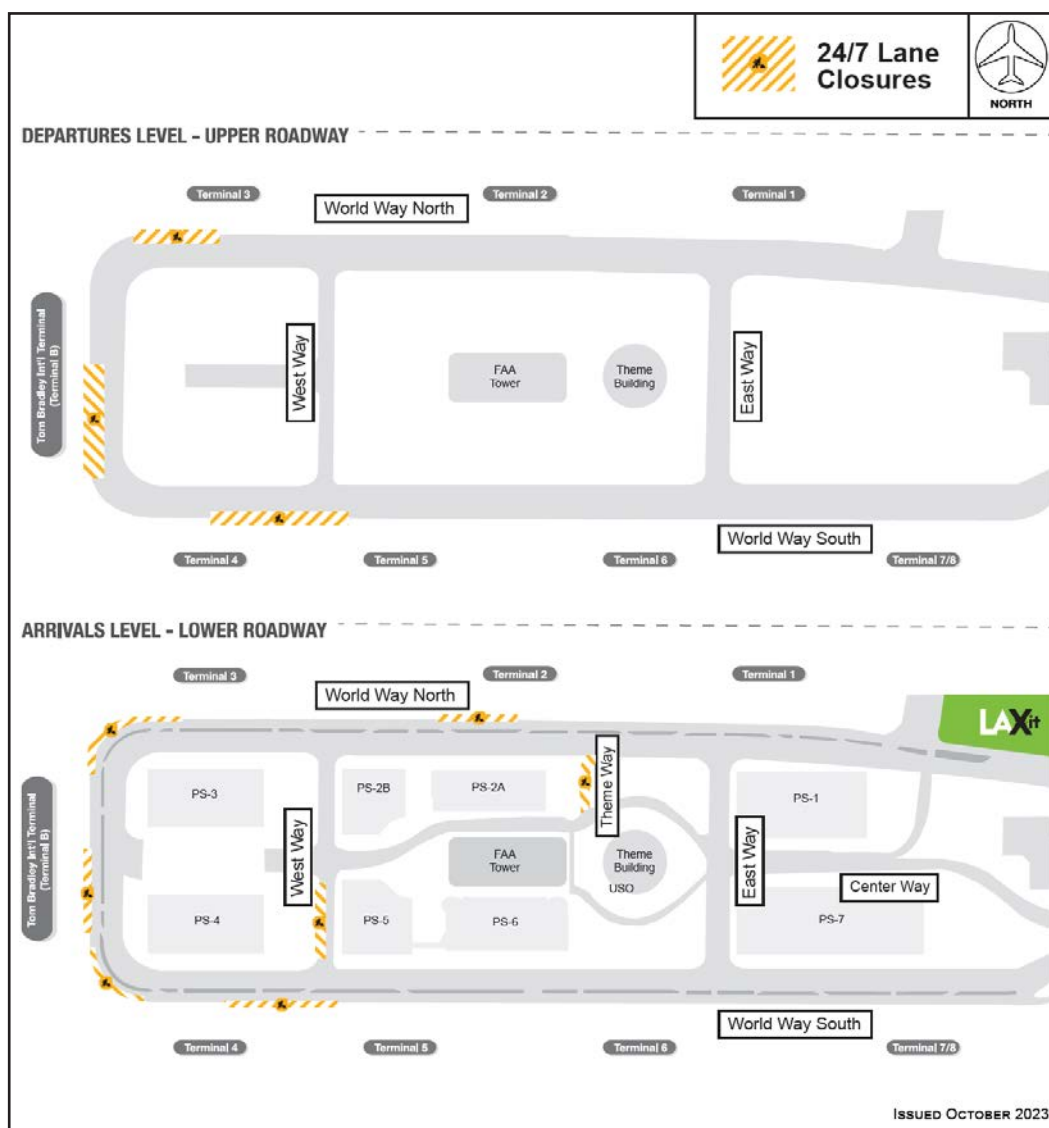 24/7 Lane
Closures
NORTH
DEPARTURES LEVEL - UPPER ROADWAY
Terminal 3
Terminal 2
Terminal 1
World Way North
Tom Bradley Int'l Terminal
(Terminal B)
West Way
FAA
Tower
Theme
Building
East Way
World Way South
Terminal 4
Terminal 5
Terminal 6
Terminal 7/8
ARRIVALS LEVEL - LOWER ROADWAY
Terminal 3
Terminal 2
Terminal 1
World Way North
LAXit
Theme Way
PS-3
PS-2B
PS-2A
PS-1
Tom Bradley Int'l Terminal
(Terminal B)
West Way
FAA
Tower
Theme
Building
USO
East Way
Center Way
PS-4
PS-5
PS-6
PS-7
World Way South
Terminal 4
Terminal 5
Terminal 6
Terminal 7/8
ISSUED OCTOBER 2023